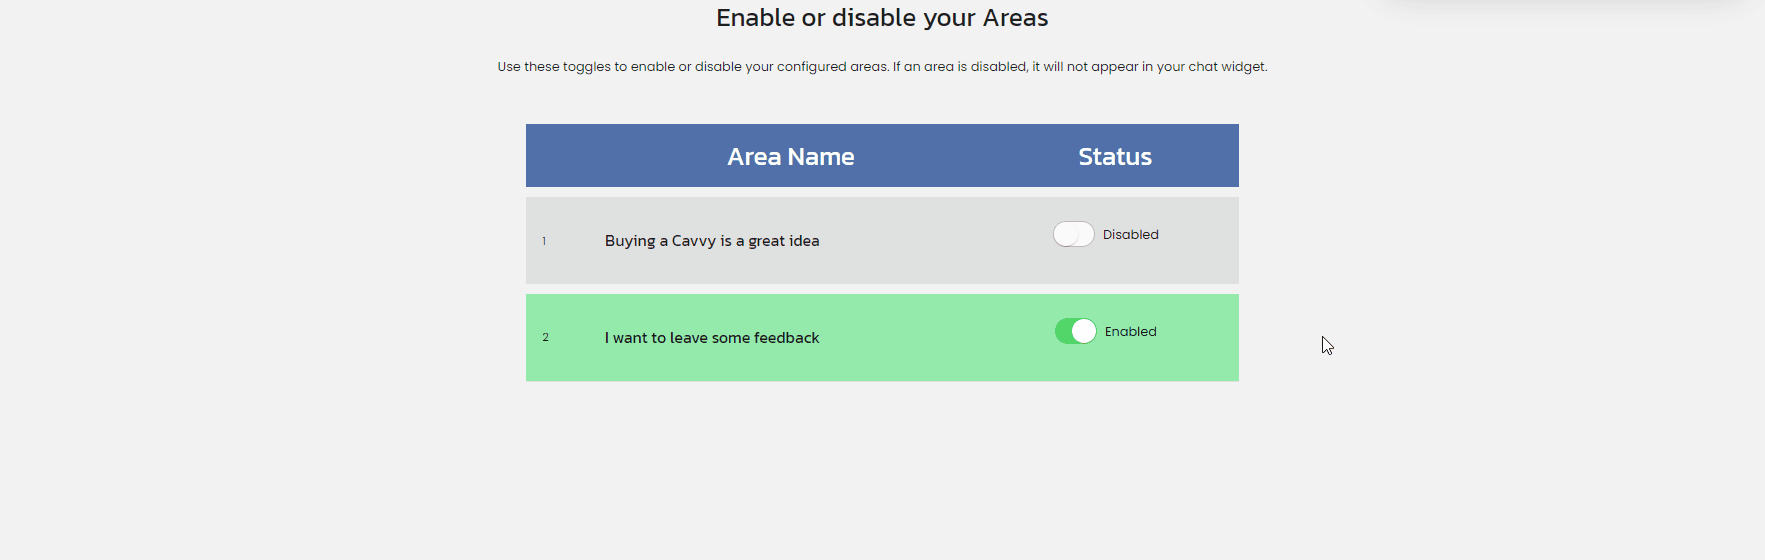 Enable or disable your Areas
Use these toggles to enable or disable your configured areas. If an area is disabled, it will not appear in your chat widget.
Area Name Status
1 Buying a Cavvy is a great idea Disabled
2 I want to leave some feedback Enabled